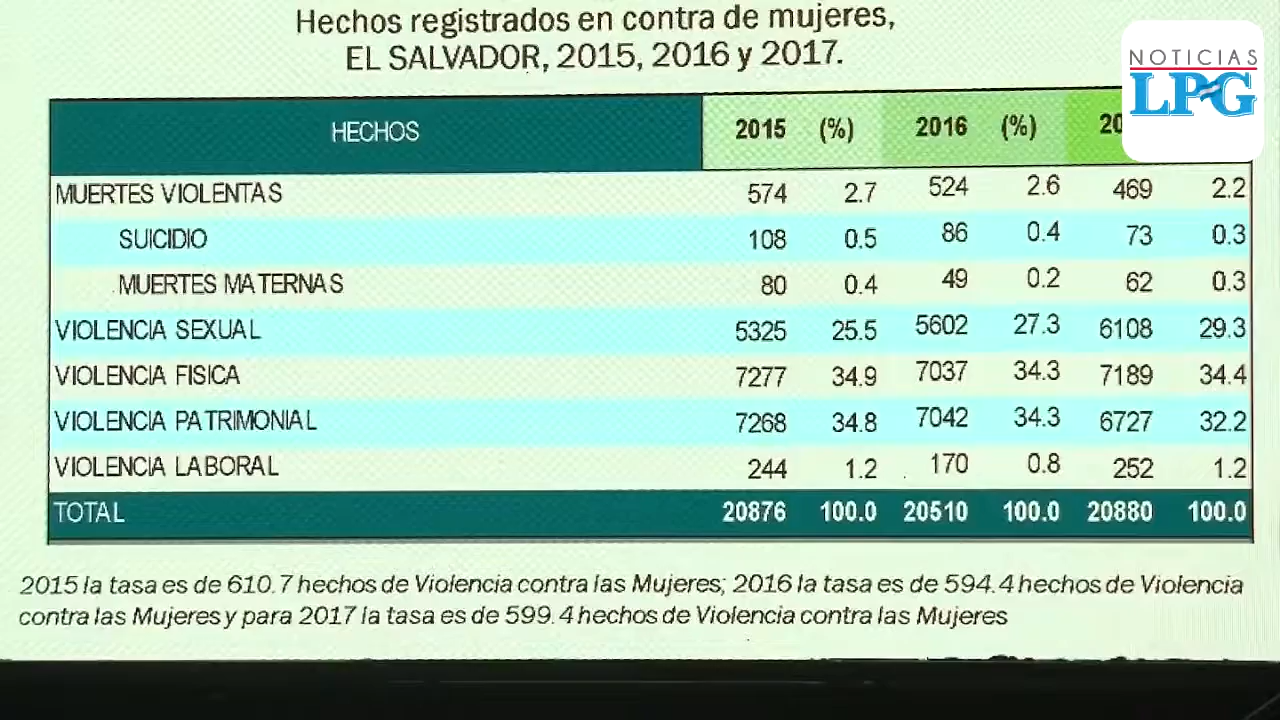 Hechos registrados en contra de mujeres,
EL SALVADOR, 2015, 2016 y 2017.
NOTICIAS
LPG
HECHOS 2015 (%) 2016 (%)
MUERTES VIOLENTAS 574 2.7 524 2.6 469 2.2
SUICIDIO 108 0.5 86 0.4 73 0.3
MUERTES MATERNAS 80 0.4 49 0.2 62 0.3
VIOLENCIA SEXUAL 5325 25.5 5602 27.3 6108 29.3
VIOLENCIA FISICA 7277 34.9 7037 34.3 7189 34.4
VIOLENCIA PATRIMONIAL 7268 34.8 7042 34.3 6727 32.2
VIOLENCIA LABORAL 244 1.2 170 0.8 252 1.2
TOTAL 20876 100.0 20510 100.0 20880 100.0
2015 la tasa es de 610.7 hechos de Violencia contra las Mujeres; 2016 la tasa es de 594.4 hechos de Violencia
contra las Mujeres y para 2017 la tasa es de 599.4 hechos de Violencia contra las Mujeres